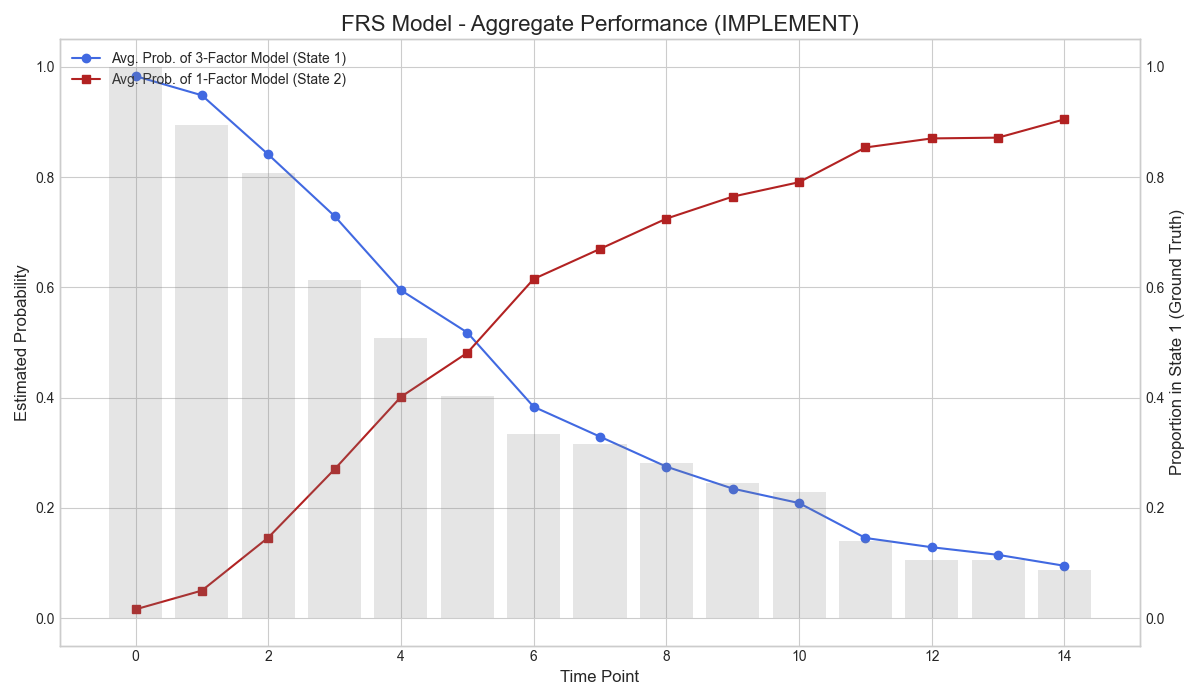 FRS Model - Aggregate Performance (IMPLEMENT)
Avg. Prob. of 3-Factor Model (State 1)
Avg. Prob. of 1-Factor Model (State 2)
Estimated Probability
1.0
0.8
0.6
0.4
0.2
0.0
1.0
0.8
0.6
0.4
0.2
0.0
Proportion in State 1 (Ground Truth)
0 2 4 6 8 10 12 14
Time Point